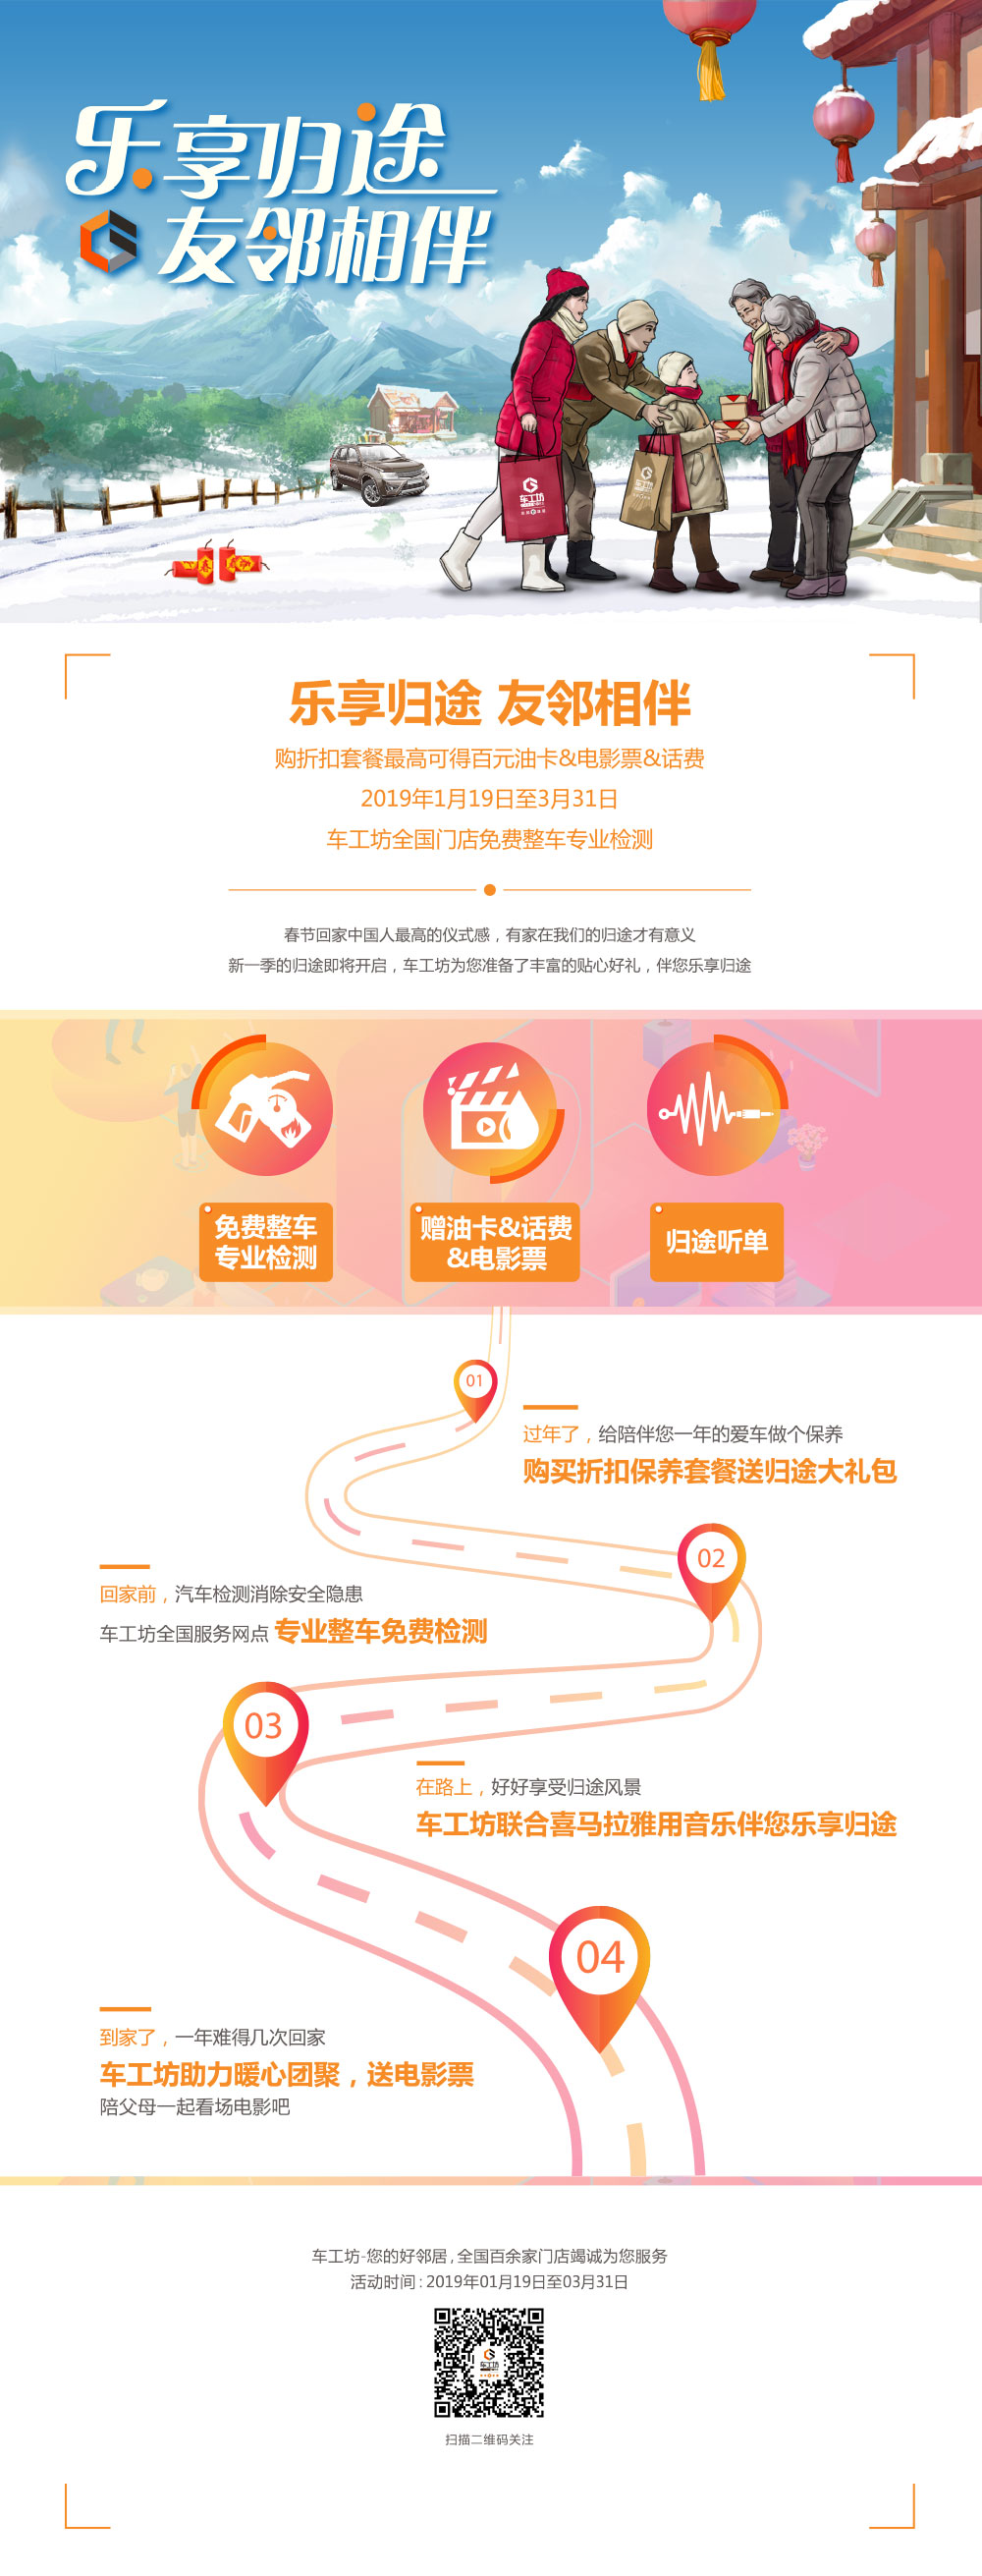 乐享归途
友邻相伴
车工坊
车工坊
春
乐享归途 友邻相伴
购折扣套餐最高可得百元油卡&电影票&话费
2019年1月19日至3月31日
车工坊全国门店免费整车专业检测
春节回家中国人最高的仪式感，有家在我们的归途才有意义
新一季的归途即将开启，车工坊为您准备了丰富的贴心好礼，伴您乐享归途
免费整车
专业检测
赠油卡&话费
&电影票
归途听单
01
过年了，给陪伴您一年的爱车做个保养
购买折扣保养套餐送归途大礼包
02
回家前，汽车检测消除安全隐患
车工坊全国服务网点 专业整车免费检测
03
在路上，好好享受归途风景
车工坊联合喜马拉雅用音乐伴您乐享归途
04
到家了，一年难得几次回家
车工坊助力暖心团聚，送电影票
陪父母一起看场电影吧
车工坊-您的好邻居,全国百余家门店竭诚为您服务
活动时间:2019年01月19日至03月31日
车工坊
扫描二维码关注